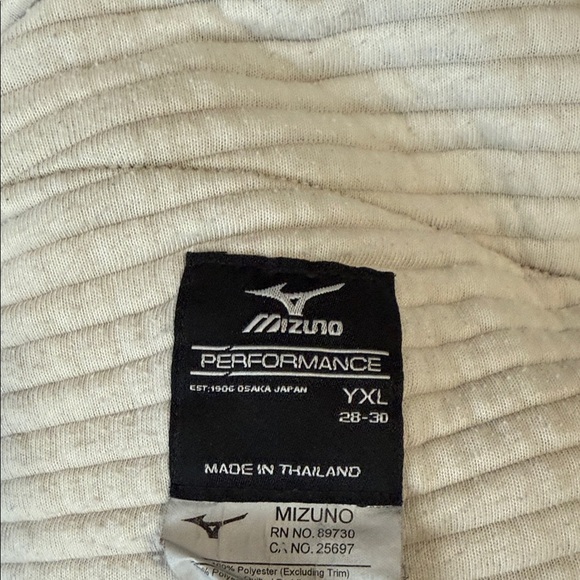 MIZUNO
PERFORMANCE
EST.1906 OSAKA JAPAN
YXL
28-30
MADE IN THAILAND
MIZUNO
RN NO. 89730
CA NO. 25697
100% Polyester (Excluding Trim)